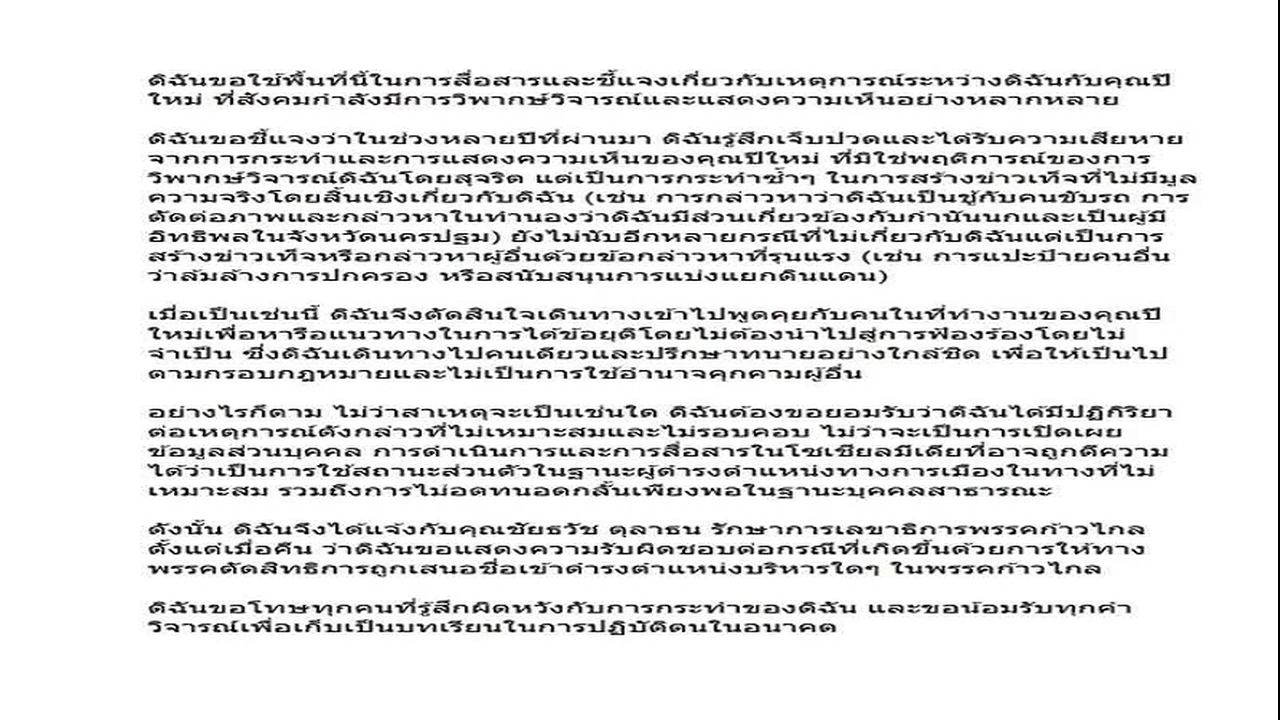 ดิฉันขอใช้พื้นที่นี้ในการสื่อสารและชี้แจงเกี่ยวกับเหตุการณ์ระหว่างดิฉันกับคุณปี
ใหม่ ที่สังคมกำลังมีการวิพากษ์วิจารณ์และแสดงความเห็นอย่างหลากหลาย
ดิฉันขอชี้แจงว่าในช่วงหลายปีที่ผ่านมา ดิฉันรู้สึกเจ็บปวดและได้รับความเสียหาย
จากการกระทำและการแสดงความเห็นของคุณปีใหม่ ที่มิใช่พฤติการณ์ของการ
วิพากษ์วิจารณ์ดิฉันโดยสุจริต แต่เป็นการกระทำซ้ำๆ ในการสร้างข่าวเท็จที่ไม่มีมูล
ความจริงโดยสิ้นเชิงเกี่ยวกับดิฉัน (เช่น การกล่าวหาว่าดิฉันเป็นชู้กับคนขับรถ การ
ตัดต่อภาพและกล่าวหาในทำนองว่าดิฉันมีส่วนเกี่ยวข้องกับกำนันนกและเป็นผู้มี
อิทธิพลในจังหวัดนครปฐม) ยังไม่นับอีกหลายกรณีที่ไม่เกี่ยวกับดิฉันแต่เป็นการ
สร้างข่าวเท็จหรือกล่าวหาผู้อื่นด้วยข้อกล่าวหาที่รุนแรง (เช่น การแปะป้ายคนอื่น
ว่าล้มล้างการปกครอง หรือสนับสนุนการแบ่งแยกดินแดน)
เมื่อเป็นเช่นนี้ ดิฉันจึงตัดสินใจเดินทางเข้าไปพูดคุยกับคนในที่ทำงานของคุณปี
ใหม่เพื่อหารือแนวทางในการได้ข้อยุติโดยไม่ต้องนำไปสู่การฟ้องร้องโดยไม่
จำเป็น ซึ่งดิฉันเดินทางไปคนเดียวและปรึกษาทนายอย่างใกล้ชิด เพื่อให้เป็นไป
ตามกรอบกฎหมายและไม่เป็นการใช้อำนาจคุกคามผู้อื่น
อย่างไรก็ตาม ไม่ว่าสาเหตุจะเป็นเช่นใด ดิฉันต้องขอยอมรับว่าดิฉันได้มีปฏิกิริยา
ต่อเหตุการณ์ดังกล่าวที่ไม่เหมาะสมและไม่รอบคอบ ไม่ว่าจะเป็นการเปิดเผย
ข้อมูลส่วนบุคคล การดำเนินการและการสื่อสารในโซเชียลมีเดียที่อาจถูกตีความ
ได้ว่าเป็นการใช้สถานะส่วนตัวในฐานะผู้ดำรงตำแหน่งทางการเมืองในทางที่ไม่
เหมาะสม รวมถึงการไม่อดทนอดกลั้นเพียงพอในฐานะบุคคลสาธารณะ
ดังนั้น ดิฉันจึงได้แจ้งกับคุณชัยธวัช ตุลาธน รักษาการเลขาธิการพรรคก้าวไกล
ตั้งแต่เมื่อคืน ว่าดิฉันขอแสดงความรับผิดชอบต่อกรณีที่เกิดขึ้นด้วยการให้ทาง
พรรคตัดสิทธิการถูกเสนอชื่อเข้าดำรงตำแหน่งบริหารใดๆ ในพรรคก้าวไกล
ดิฉันขอโทษทุกคนที่รู้สึกผิดหวังกับการกระทำของดิฉัน และขอน้อมรับทุกคำ
วิจารณ์เพื่อเก็บเป็นบทเรียนในการปฏิบัติตนในอนาคต